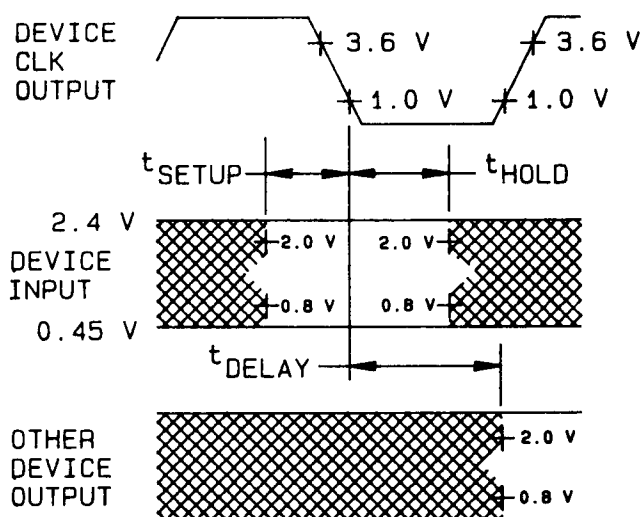 DEVICE
CLK
OUTPUT
3.6 V
3.6 V
1.0 V
1.0 V
tSETUP
tHOLD
2.4 V
DEVICE
INPUT
0.45 V
2.0 V
2.0 V
0.8 V
0.8 V
tDELAY
OTHER
DEVICE
OUTPUT
2.0 V
0.8 V